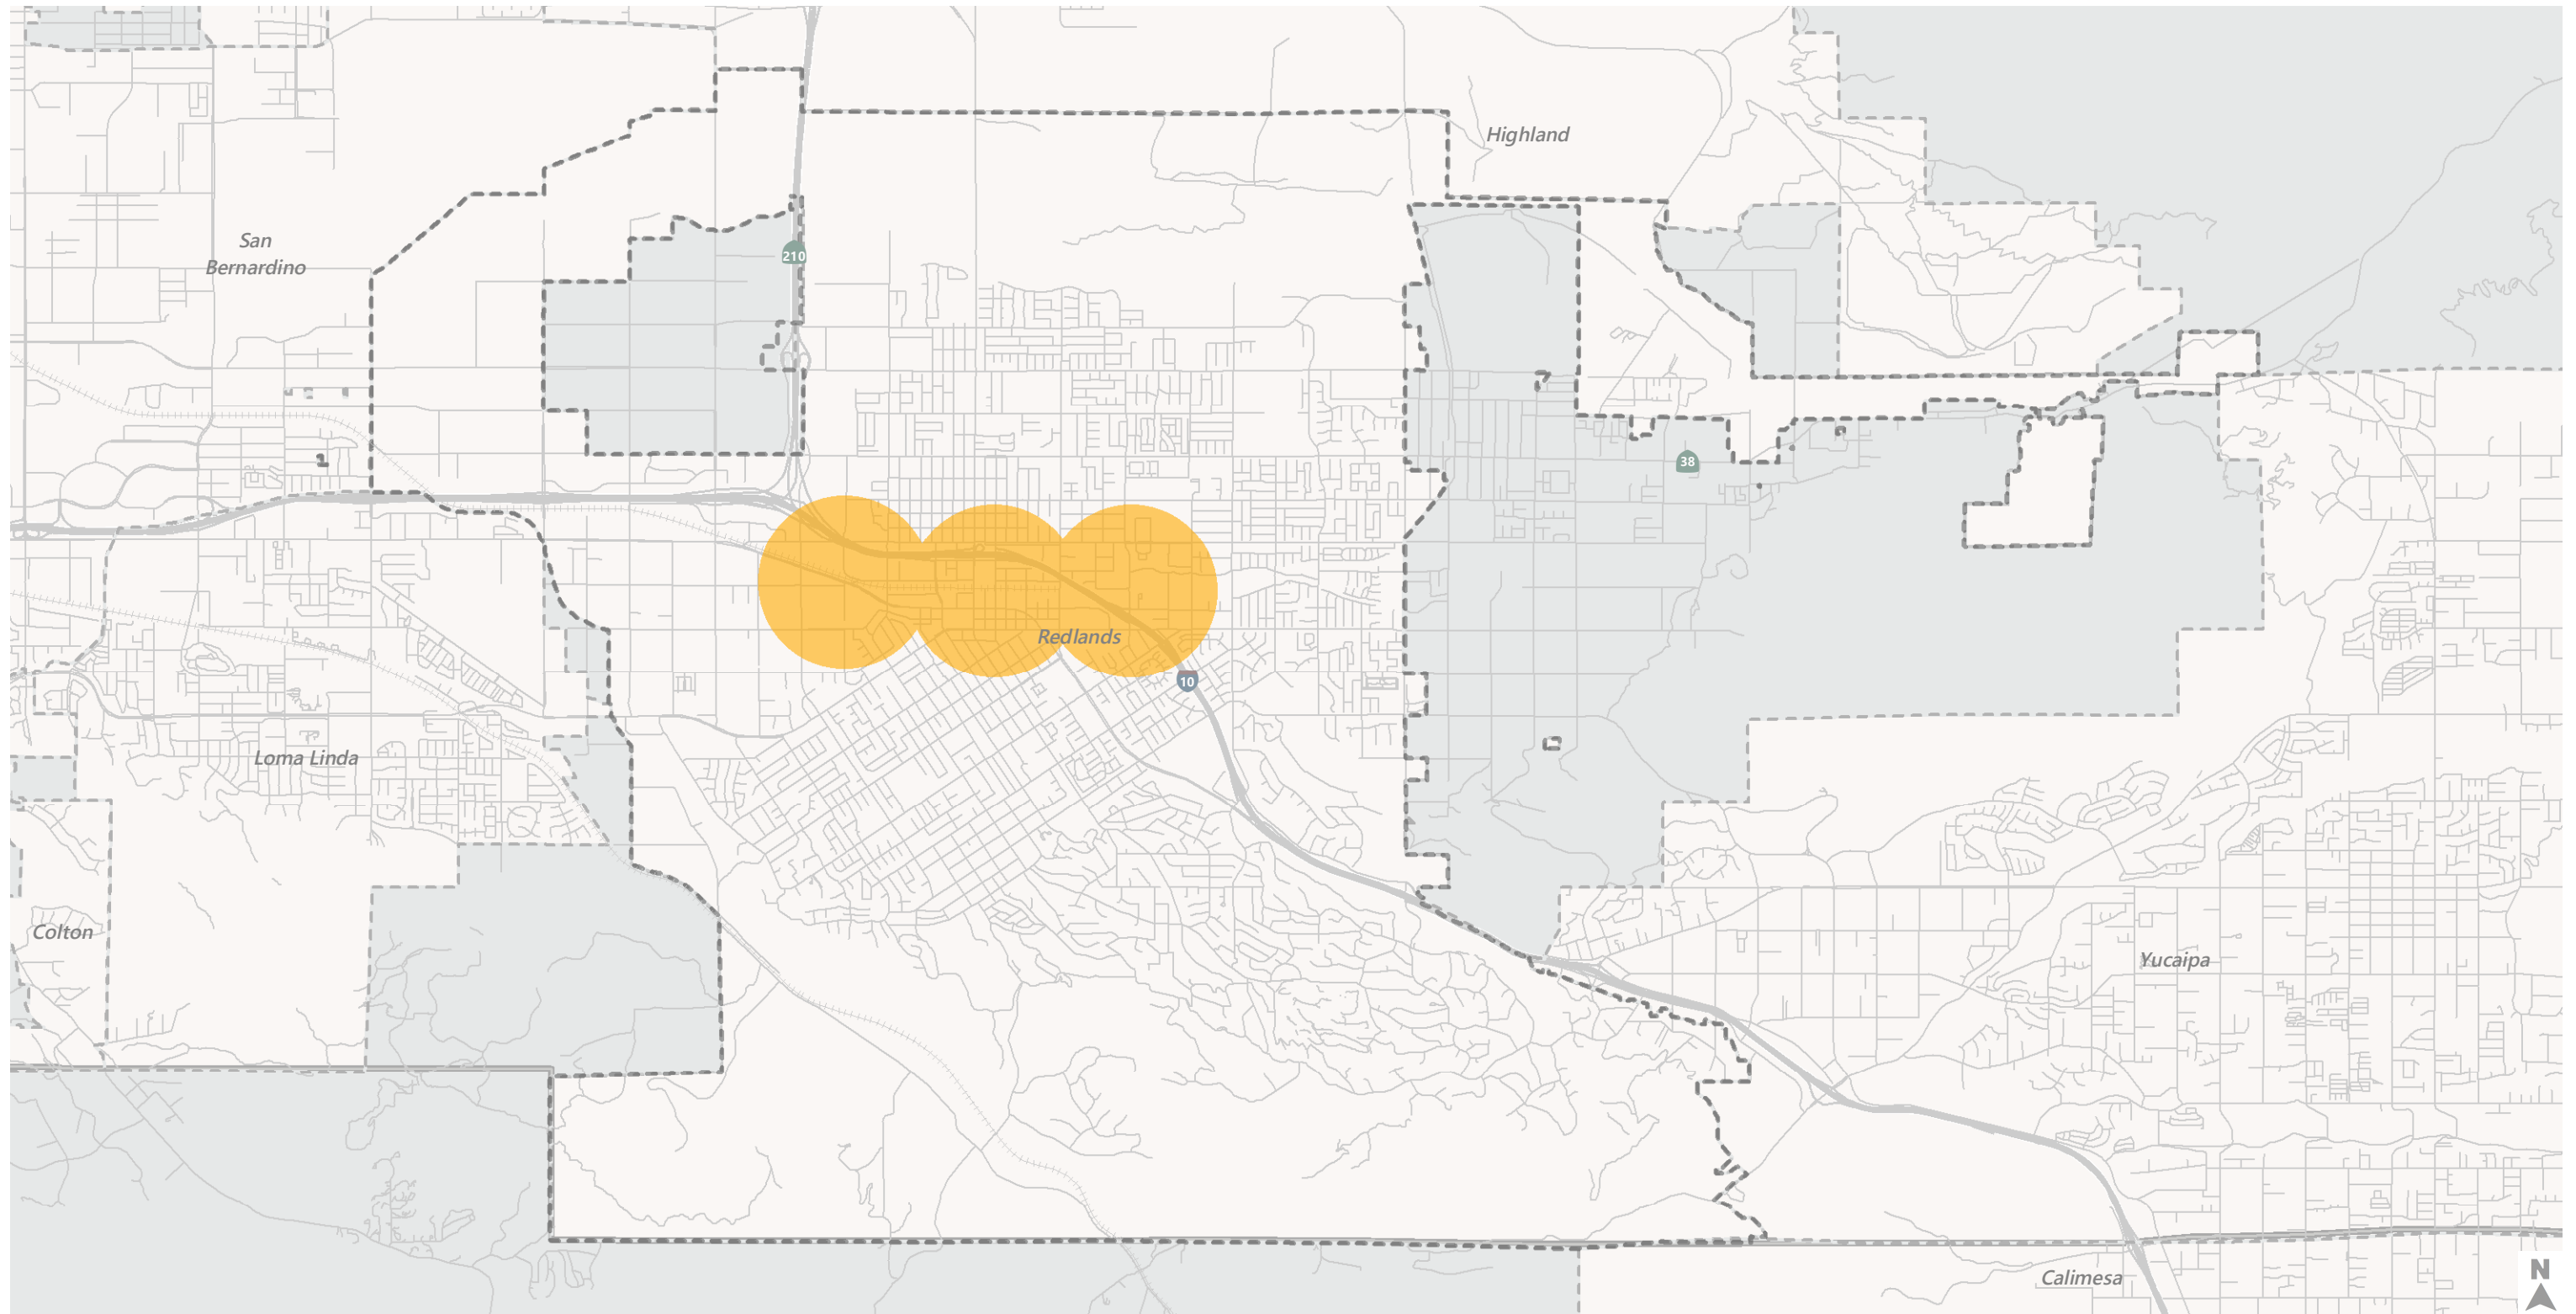 Highland
San
Bernardino
210
38
Redlands
10
Loma Linda
Colton
Yucaipa
Calimesa
N